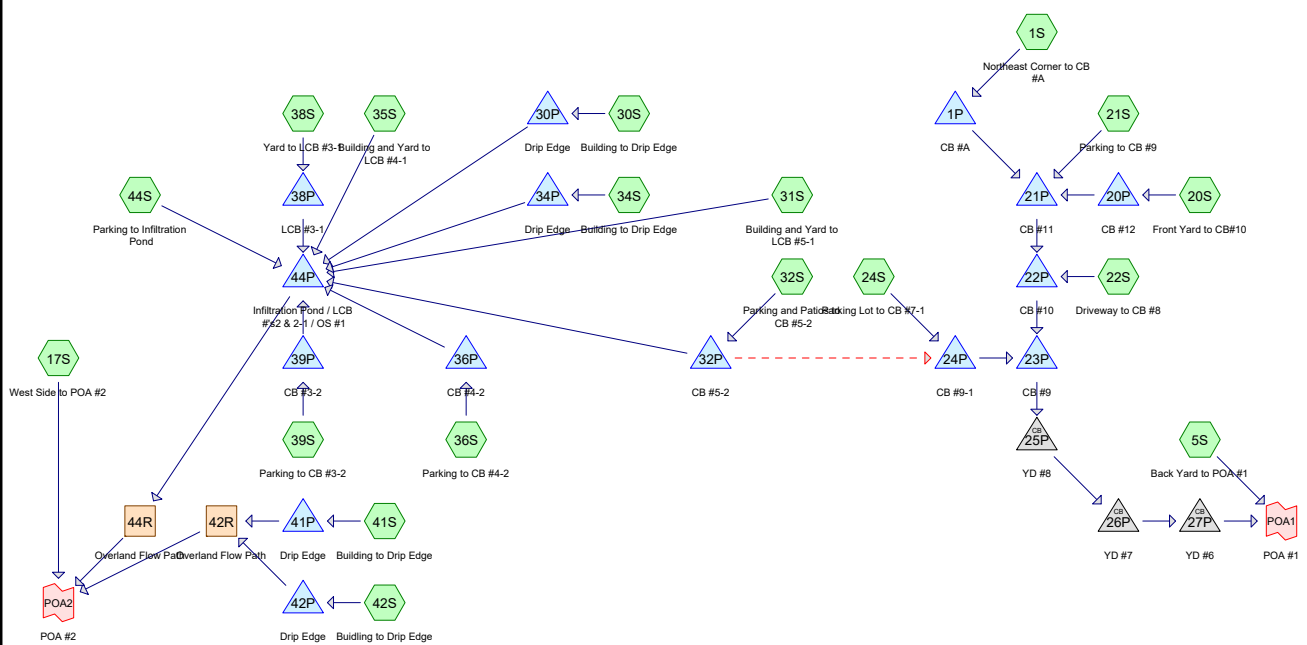 1S
Northeast Corner to CB
#A
38S
Yard to LCB #3-1
35S
Building and Yard to
LCB #4-1
30P
Drip Edge
30S
Building to Drip Edge
1P
CB #A
21S
Parking to CB #9
44S
Parking to Infiltration
Pond
38P
LCB #3-1
34P
Drip Edge
34S
Building to Drip Edge
31S
Building and Yard to
LCB #5-1
21P
CB #11
20P
CB #12
20S
Front Yard to CB#10
44P
Infiltration Pond / LCB
#'s2 & 2-1 / OS #1
32S
Parking and Patio to
CB #5-2
24S
Parking Lot to CB #7-1
22P
CB #10
22S
Driveway to CB #8
17S
West Side to POA #2
39P
CB #3-2
36P
CB #4-2
32P
CB #5-2
24P
CB #9-1
23P
CB #9
39S
Parking to CB #3-2
36S
Parking to CB #4-2
CB
25P
YD #8
5S
Back Yard to POA #1
44R
Overland Flow Path
42R
Overland Flow Path
41P
Drip Edge
41S
Building to Drip Edge
CB
26P
YD #7
CB
27P
YD #6
POA1
POA #1
POA2
POA #2
42P
Drip Edge
42S
Buidling to Drip Edge